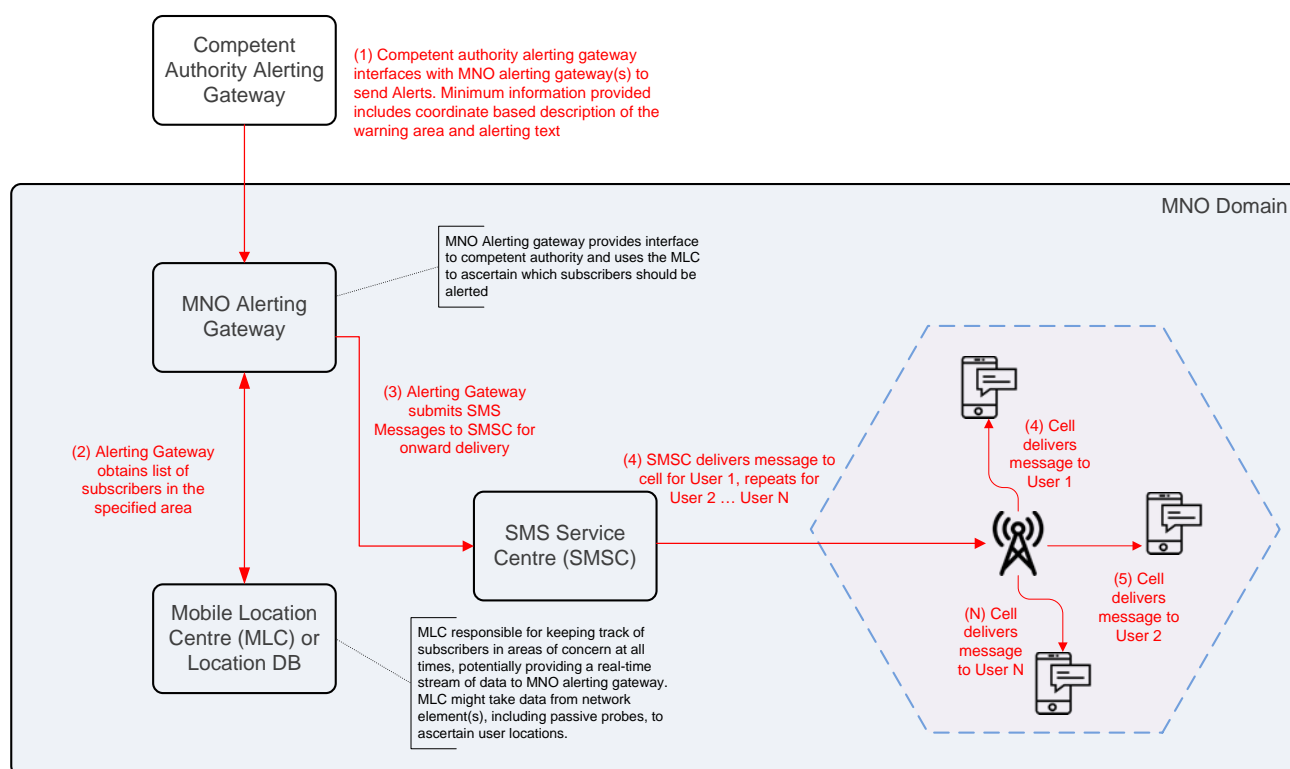 Competent
Authority Alerting
Gateway
(1) Competent authority alerting gateway
interfaces with MNO alerting gateway(s) to
send Alerts. Minimum information provided
includes coordinate based description of the
warning area and alerting text
MNO Domain
MNO Alerting gateway provides interface
to competent authority and uses the MLC
to ascertain which subscribers should be
alerted
MNO Alerting
Gateway
(3) Alerting Gateway
submits SMS
Messages to SMSC for
onward delivery
(2) Alerting Gateway
obtains list of
subscribers in the
specified area
(4) SMSC delivers message to
cell for User 1, repeats for
User 2 … User N
(4) Cell
delivers
message to
User 1
SMS Service
Centre (SMSC)
(5) Cell
delivers
message to
User 2
(N) Cell
delivers
message
to User N
Mobile Location
Centre (MLC) or
Location DB
MLC responsible for keeping track of
subscribers in areas of concern at all
times, potentially providing a real-time
stream of data to MNO alerting gateway.
MLC might take data from network
element(s), including passive probes, to
ascertain user locations.